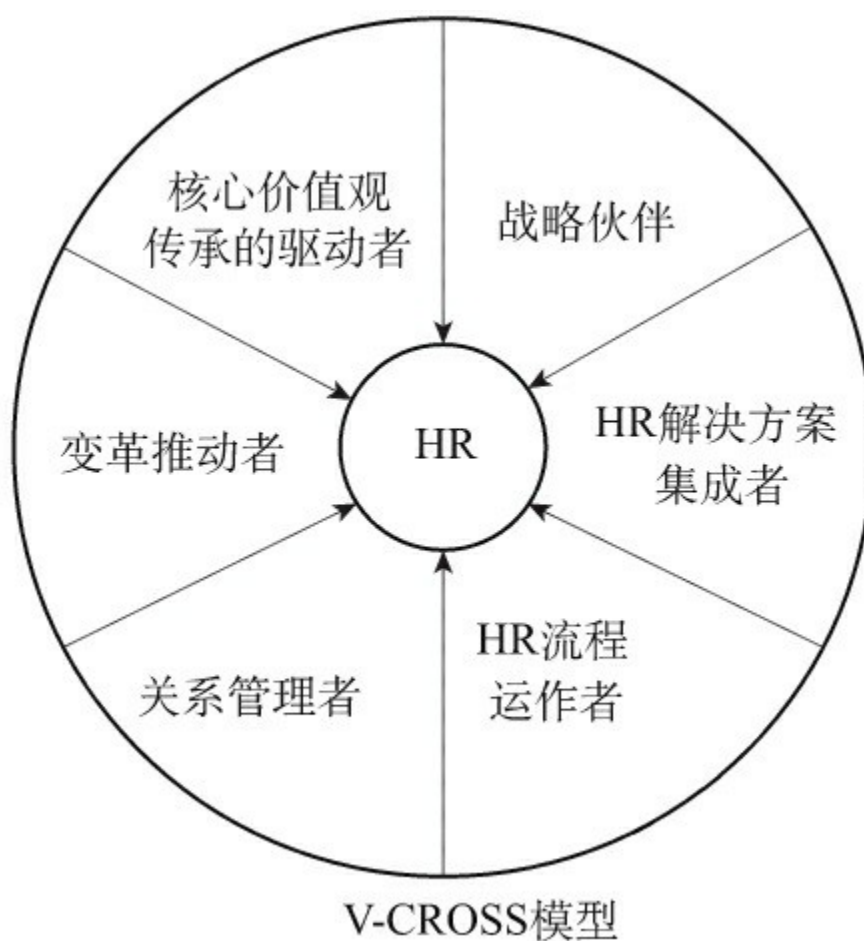 核心价值观
传承的驱动者
战略伙伴
变革推动者
HR
HR解决方案
集成者
关系管理者
HR流程
运作者
V-CROSS模型